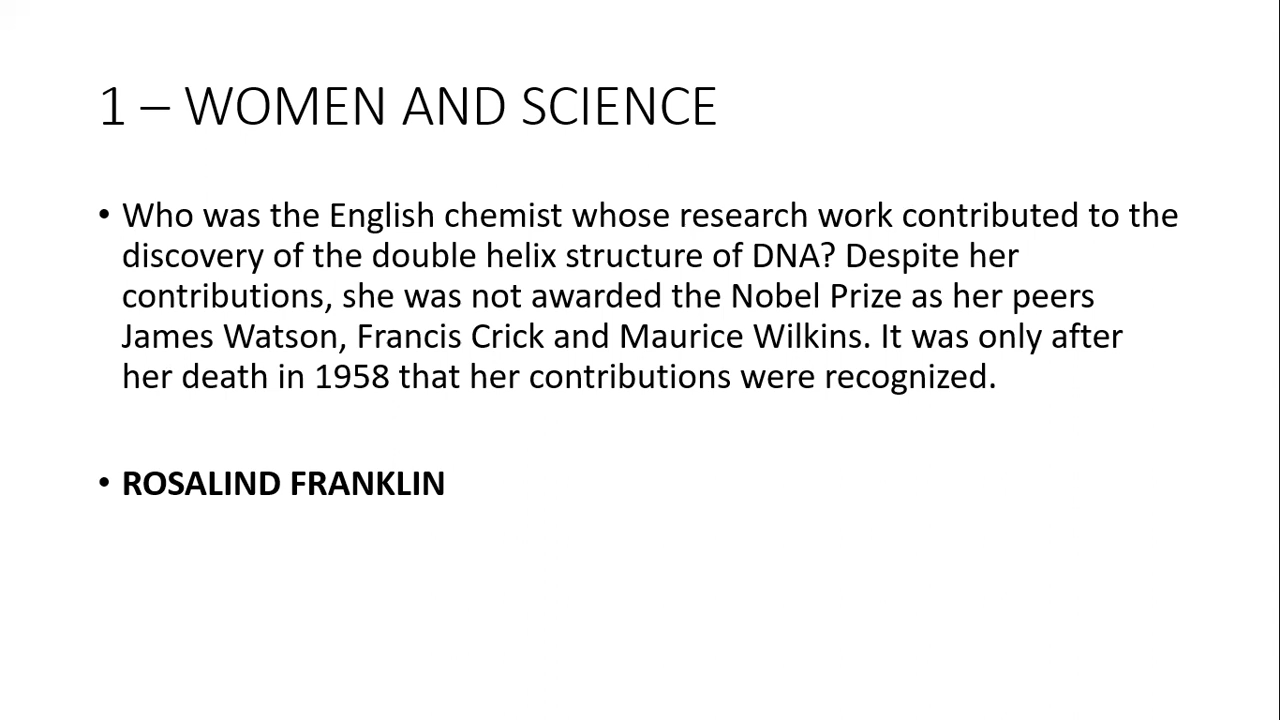 1 – WOMEN AND SCIENCE
• Who was the English chemist whose research work contributed to the
discovery of the double helix structure of DNA? Despite her
contributions, she was not awarded the Nobel Prize as her peers
James Watson, Francis Crick and Maurice Wilkins. It was only after
her death in 1958 that her contributions were recognized.
• ROSALIND FRANKLIN